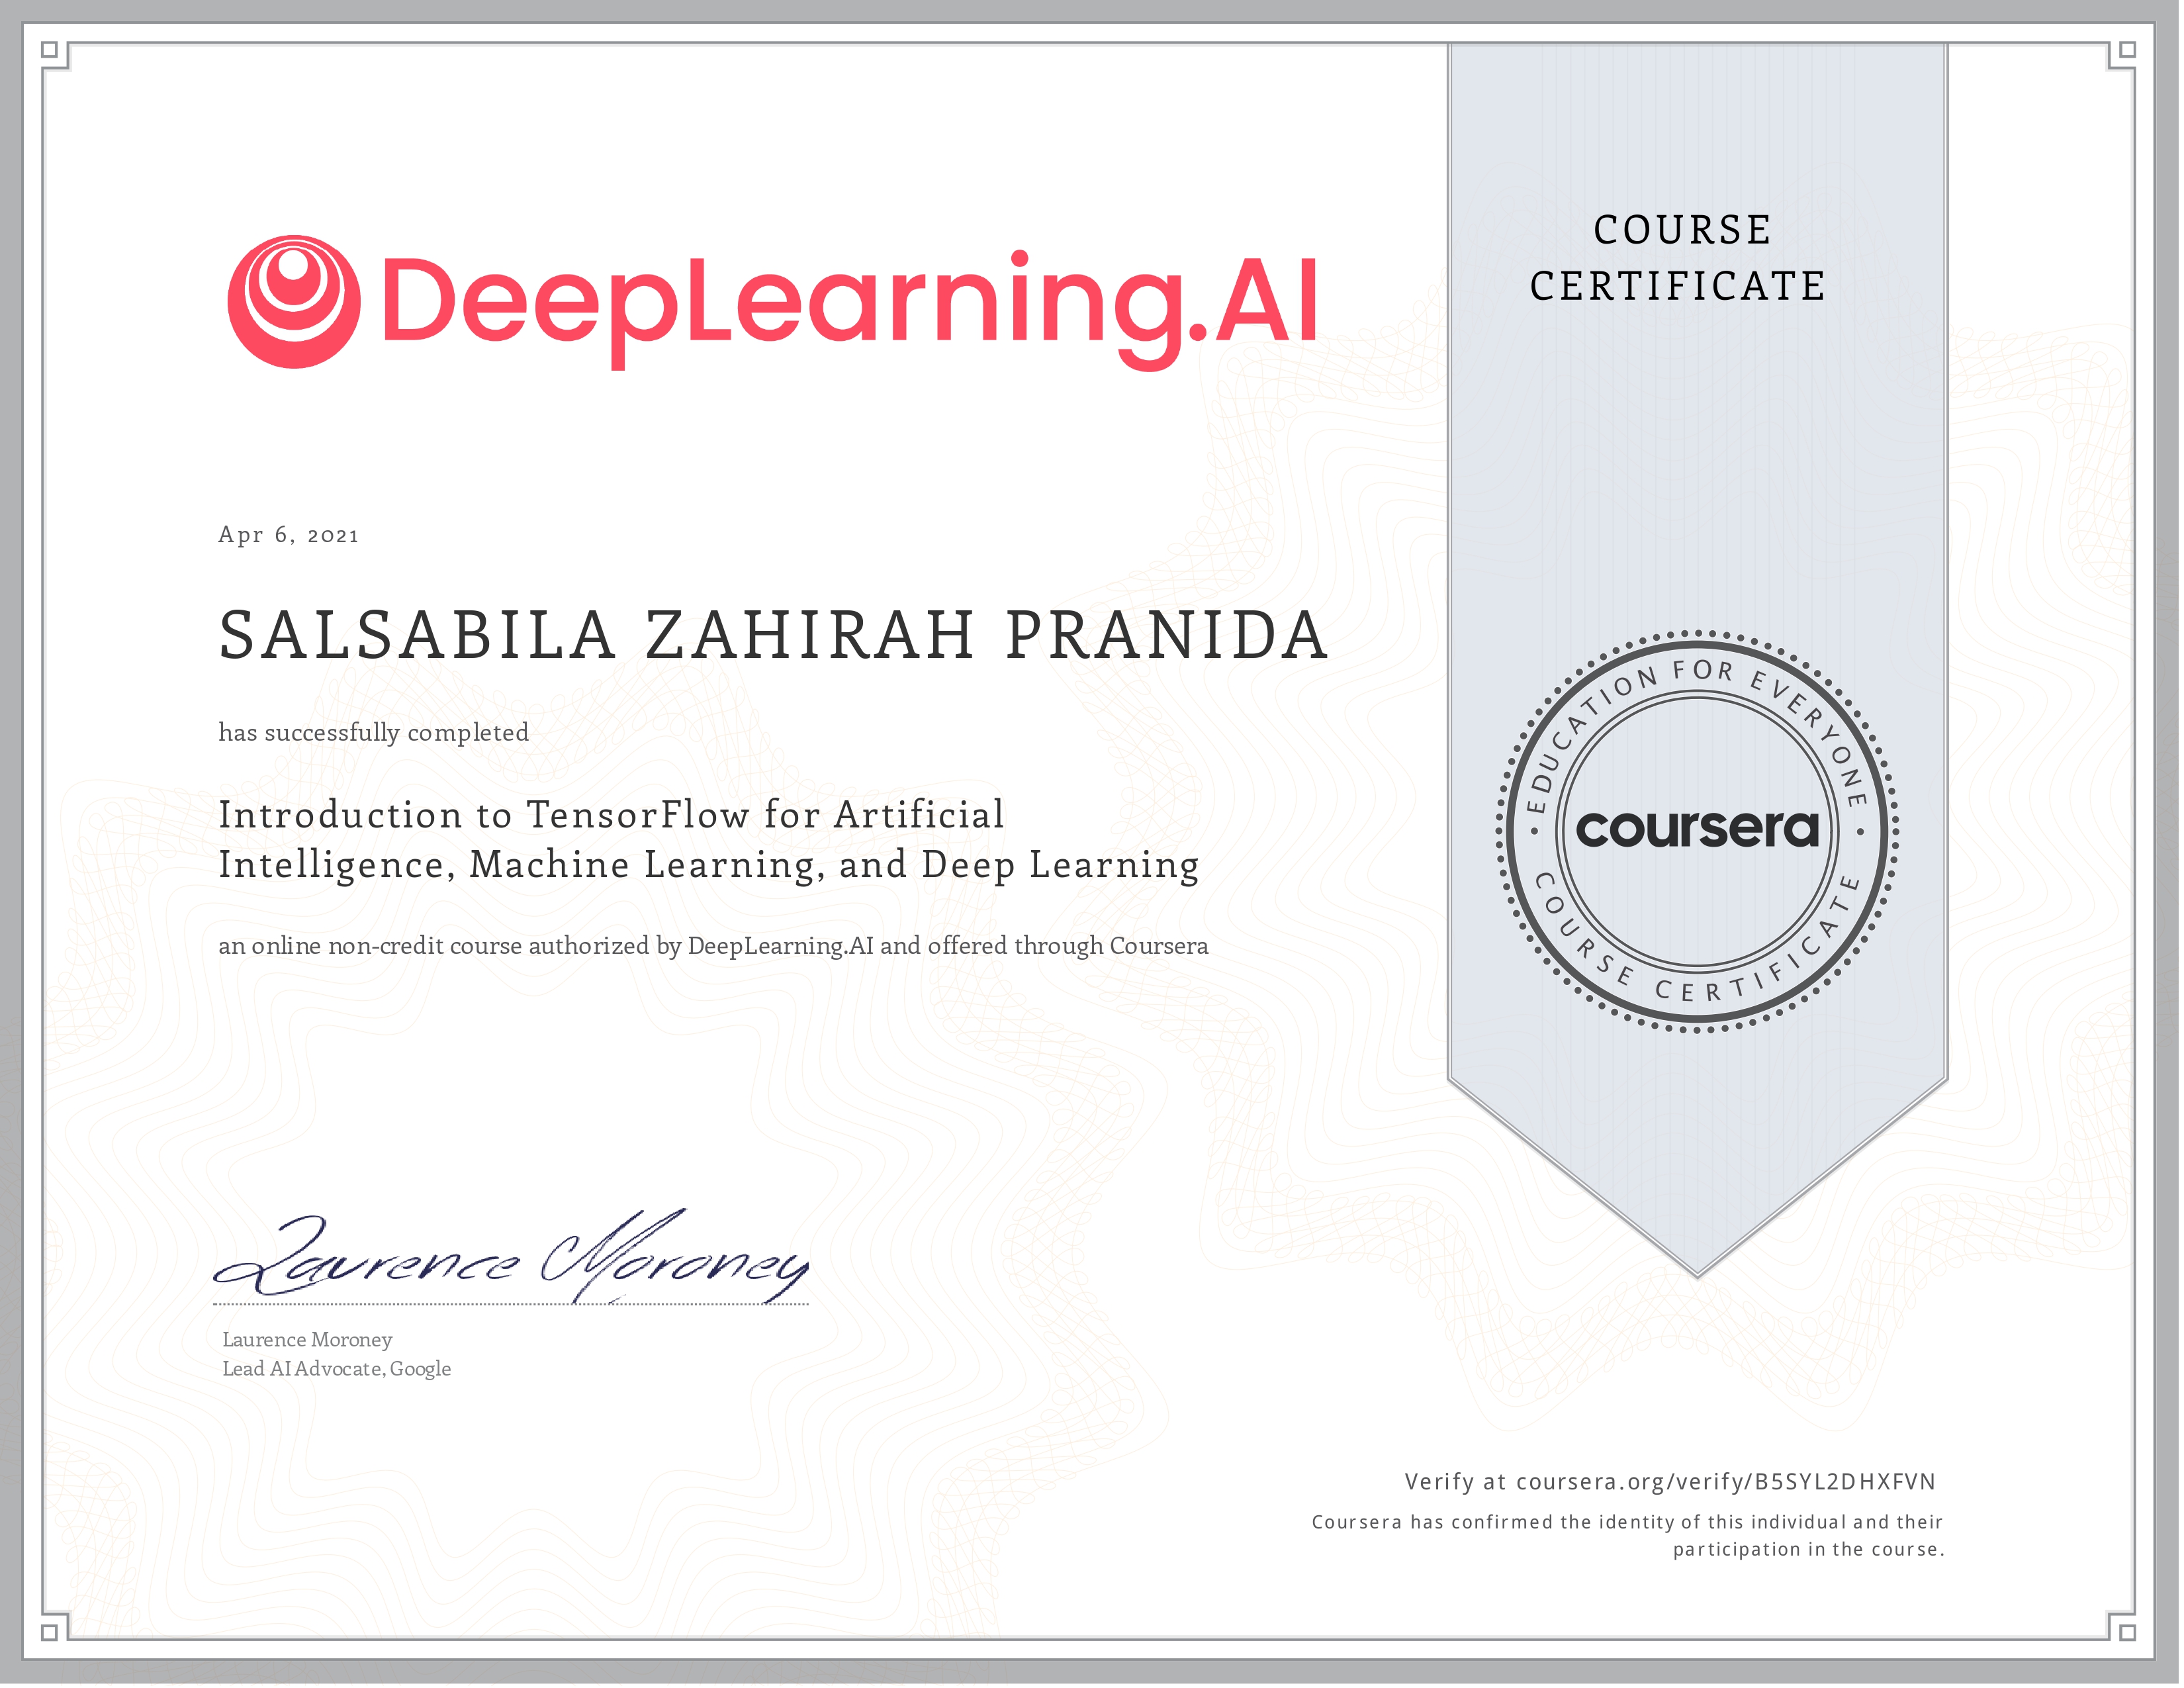 DeepLearning.AI
COURSE
CERTIFICATE
Apr 6, 2021
SALSABILA ZAHIRAH PRANIDA
has successfully completed
Introduction to TensorFlow for Artificial
Intelligence, Machine Learning, and Deep Learning
an online non-credit course authorized by DeepLearning.AI and offered through Coursera
EDUCATION FOR EVERYONE
coursera
COURSE CERTIFICATE
Laurence Moroney
Laurence Moroney
Lead AI Advocate, Google
Verify at coursera.org/verify/B5SYL2DHXFVN
Coursera has confirmed the identity of this individual and their
participation in the course.